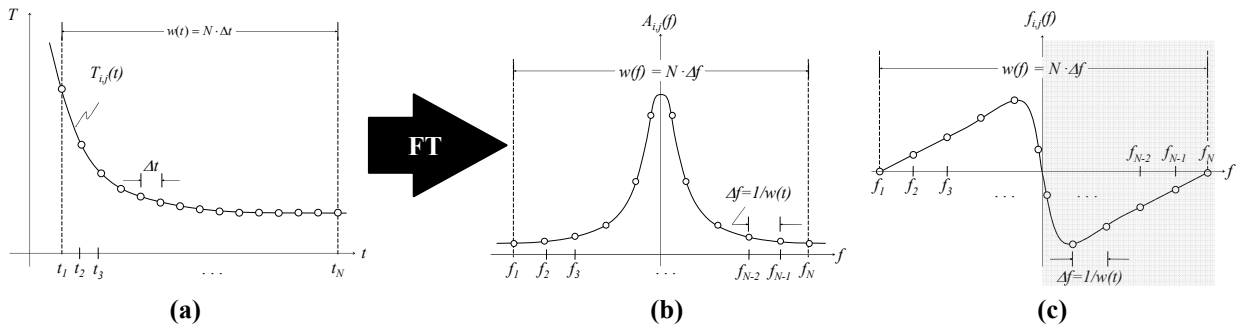 T
w(t) = N · Δt
T_{i,j}(t)
Δt
t_1 t_2 t_3 . . . t_N t
(a)
FT
A_{i,j}(f)
w(f) = N · Δf
Δf=1/w(t)
f_1 f_2 f_3 . . . f_{N-2} f_{N-1} f_N f
(b)
f_{i,j}(f)
w(f) = N · Δf
f_{N-2} f_{N-1} f_N
f_1 f_2 f_3 f
. . . . . .
Δf=1/w(t)
(c)